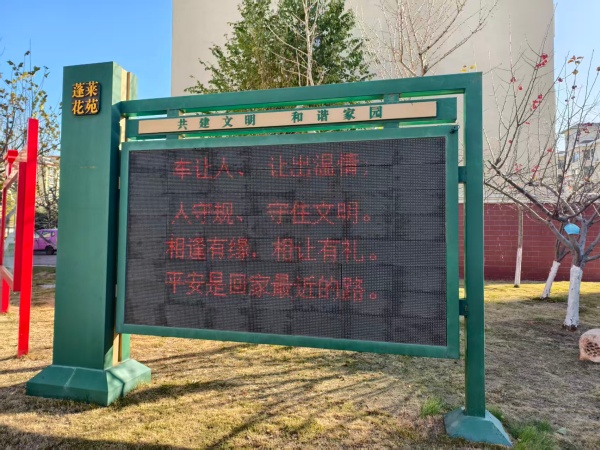 蓬莱
花苑
共建文明 和谐家园
车让人、让出温情,
人守规、守住文明。
相逢有缘,相让有礼。
平安是回家最近的路。